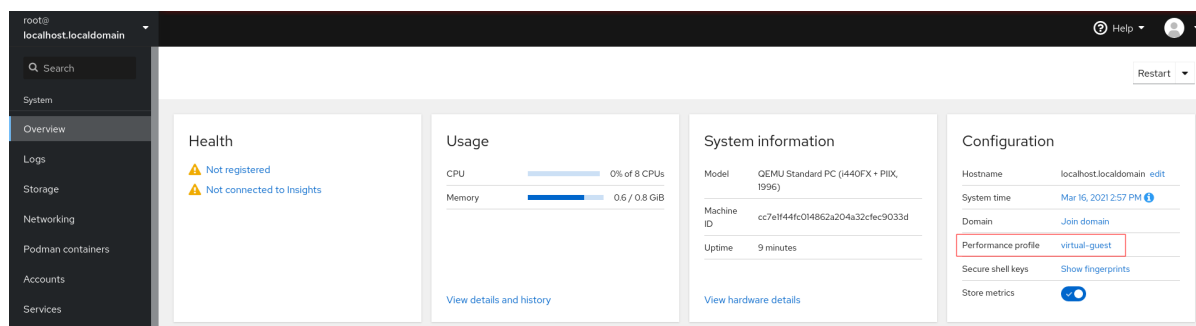 root@
localhost.localdomain
Help
Search
Restart
System
Overview
Logs
Storage
Networking
Podman containers
Accounts
Services
Health
Not registered
Not connected to Insights
Usage
CPU 0% of 8 CPUs
Memory 0.6 / 0.8 GiB
View details and history
System information
Model QEMU Standard PC (i440FX + PIIX,
1996)
Machine
ID cc7e1f44fc014862a204a32cfec9033d
Uptime 9 minutes
View hardware details
Configuration
Hostname localhost.localdomain edit
System time Mar 16, 2021 2:57 PM
Domain Join domain
Performance profile virtual-guest
Secure shell keys Show fingerprints
Store metrics